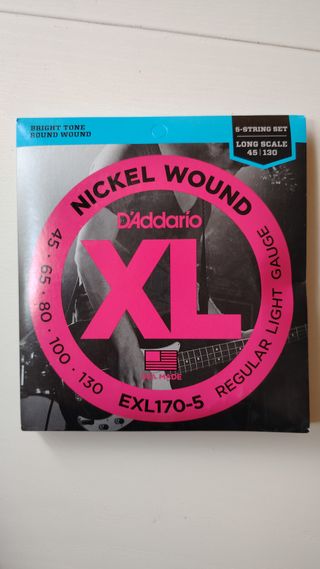 BRIGHT TONE
ROUND WOUND
5-STRING SET
LONG SCALE
45 | 130
NICKEL WOUND
D'Addario
XL
45 • 65 • 80 • 100 • 130
REGULAR LIGHT GAUGE
MADE
EXL170-5